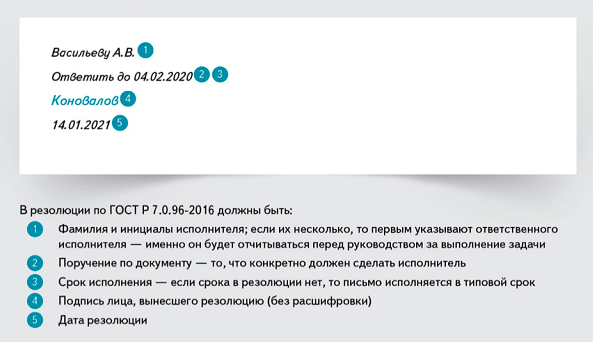 Васильеву А.В. 1
Ответить до 04.02.2020 2 3
Коновалов 4
14.01.2021 5
В резолюции по ГОСТ Р 7.0.96-2016 должны быть:
1 Фамилия и инициалы исполнителя; если их несколько, то первым указывают ответственного
исполнителя — именно он будет отчитываться перед руководством за выполнение задачи
2 Поручение по документу — то, что конкретно должен сделать исполнитель
3 Срок исполнения — если срока в резолюции нет, то письмо исполняется в типовой срок
4 Подпись лица, вынесшего резолюцию (без расшифровки)
5 Дата резолюции